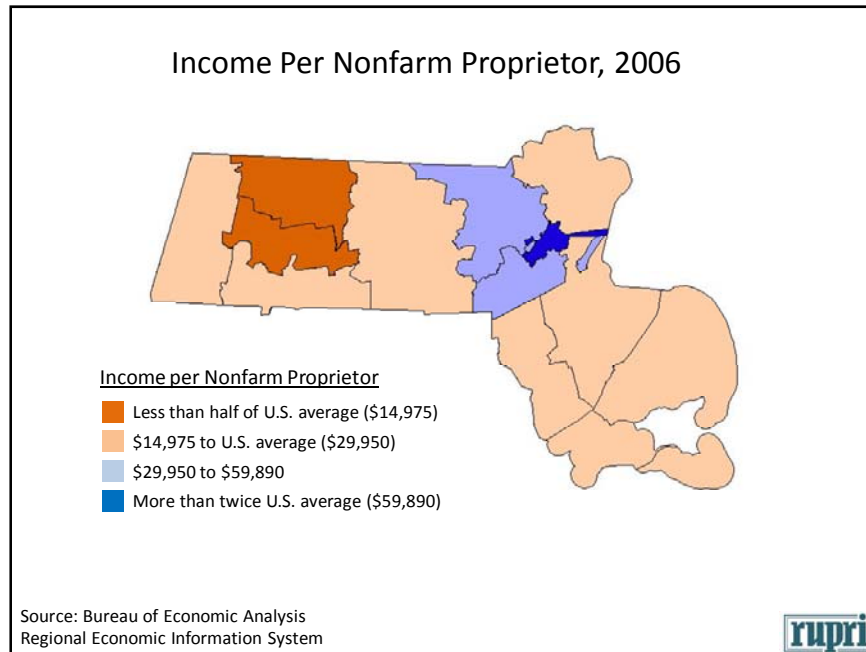 Income Per Nonfarm Proprietor, 2006
Income per Nonfarm Proprietor
Less than half of U.S. average ($14,975)
$14,975 to U.S. average ($29,950)
$29,950 to $59,890
More than twice U.S. average ($59,890)
Source: Bureau of Economic Analysis
Regional Economic Information System
rupri